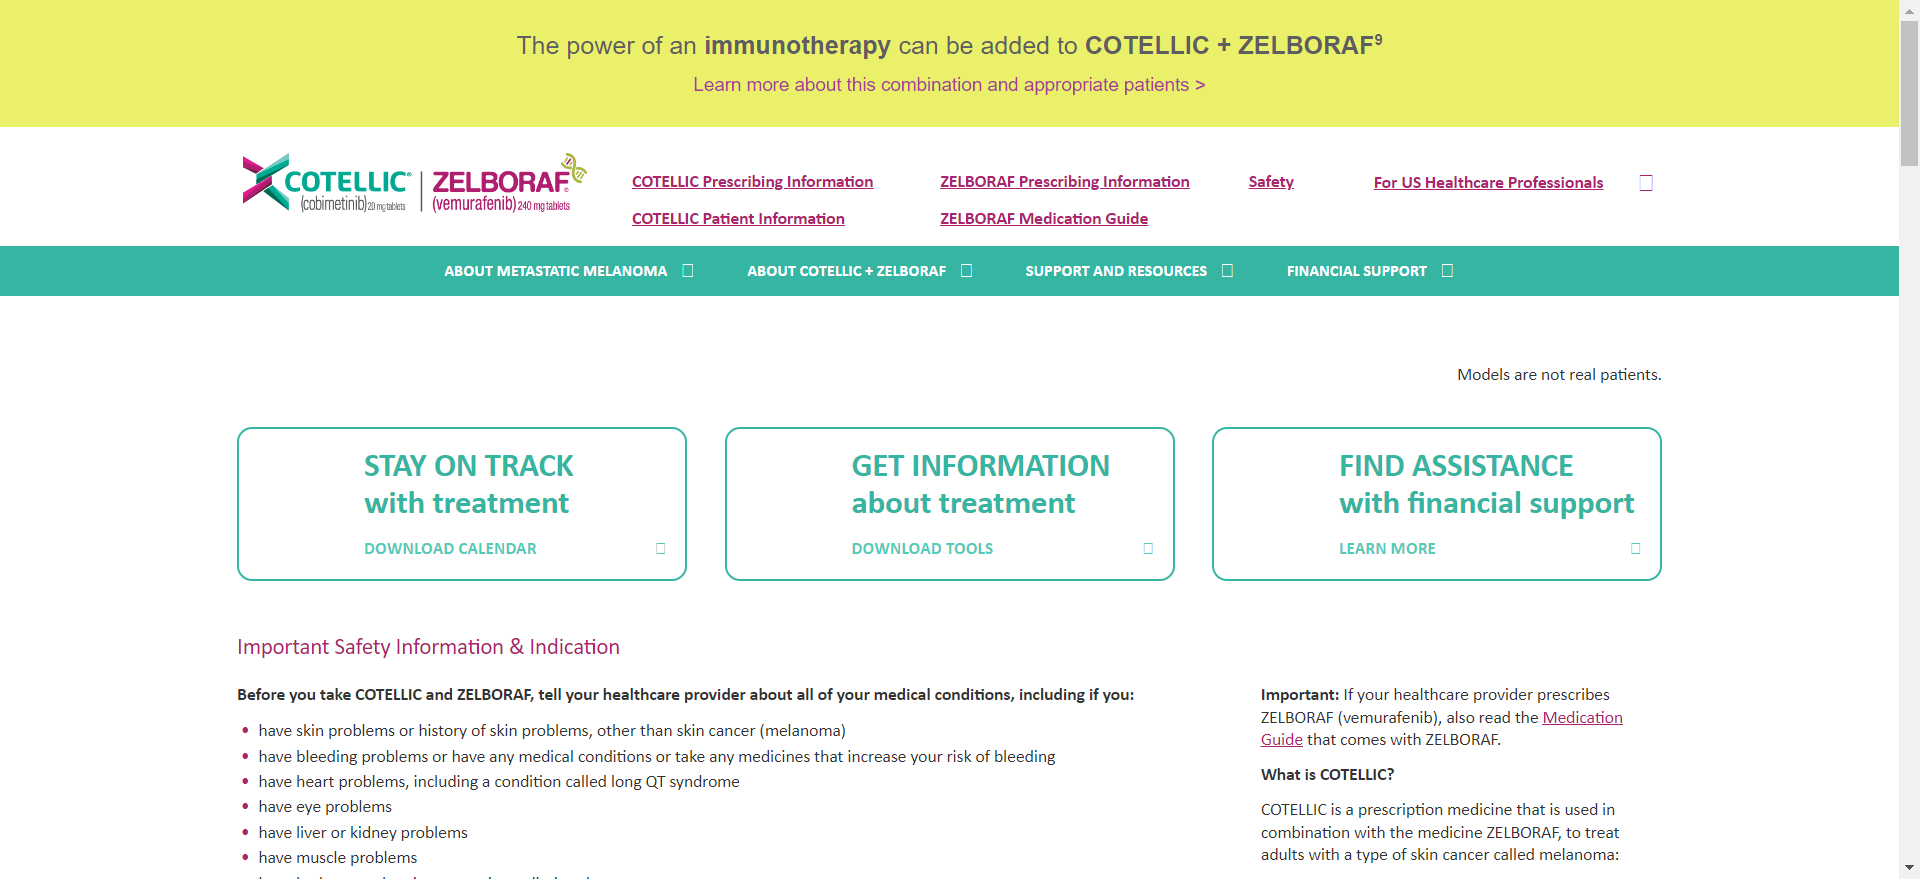 The power of an immunotherapy can be added to COTELLIC + ZELBORAF⁹
Learn more about this combination and appropriate patients >
COTELLIC® (cobimetinib) 20 mg tablets | ZELBORAF® (vemurafenib) 240 mg tablets
COTELLIC Prescribing Information
ZELBORAF Prescribing Information
Safety
For US Healthcare Professionals
COTELLIC Patient Information
ZELBORAF Medication Guide
ABOUT METASTATIC MELANOMA
ABOUT COTELLIC + ZELBORAF
SUPPORT AND RESOURCES
FINANCIAL SUPPORT
Models are not real patients.
STAY ON TRACK
with treatment
DOWNLOAD CALENDAR
GET INFORMATION
about treatment
DOWNLOAD TOOLS
FIND ASSISTANCE
with financial support
LEARN MORE
Important Safety Information & Indication
Before you take COTELLIC and ZELBORAF, tell your healthcare provider about all of your medical conditions, including if you:
• have skin problems or history of skin problems, other than skin cancer (melanoma)
• have bleeding problems or have any medical conditions or take any medicines that increase your risk of bleeding
• have heart problems, including a condition called long QT syndrome
• have eye problems
• have liver or kidney problems
• have muscle problems
Important: If your healthcare provider prescribes
ZELBORAF (vemurafenib), also read the Medication
Guide that comes with ZELBORAF.
What is COTELLIC?
COTELLIC is a prescription medicine that is used in
combination with the medicine ZELBORAF, to treat
adults with a type of skin cancer called melanoma: